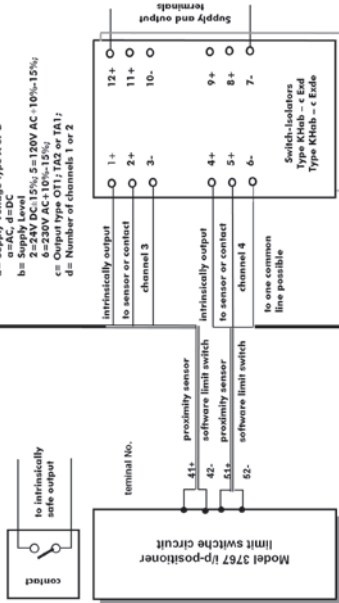 a= Supply Voltage Type A or D
a=AC, d=DC
b= Supply Level
2=24V DC±15%; 5=120V AC +10%-15%;
6=230V AC+10%-15%;
c= Output type OT1; TA2 or TA1;
d= Number of channels 1 or 2
Supply and output
terminals
12+
11+
10-
9+
8+
7-
1+
2+
3-
4+
5+
6-
Switch-Isolators
Type KHab – c Exd
Type KHab – c Exde
intrinsically output
to sensor or contact
channel 3
intrinsically output
to sensor or contact
channel 4
to one common
line possible
proximity sensor
software limit switch
proximity sensor
software limit switch
teminal No.
41+
42-
51+
52-
Model 3767 i/p-positioner
limit switche circuit
to intrinsically
safe output
contact